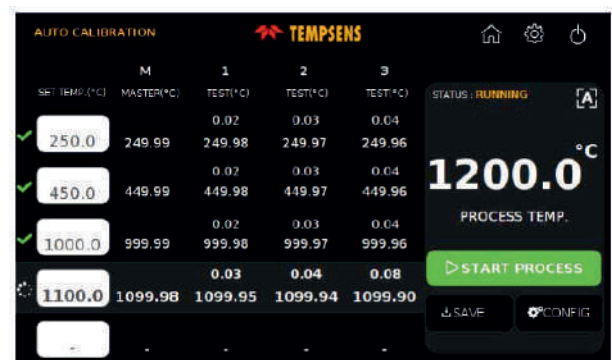 AUTO CALIBRATION
TEMPSENS
M 1 2 3
SET TEMP.(°C) MASTER(°C) TEST(°C) TEST(°C) TEST(°C)
0.02 0.03 0.04
250.0 249.99 249.98 249.97 249.96
0.02 0.03 0.04
450.0 449.99 449.98 449.97 449.96
0.02 0.03 0.04
1000.0 999.99 999.98 999.97 999.96
0.03 0.04 0.08
1100.0 1099.98 1099.95 1099.94 1099.90
- - - - -
STATUS : RUNNING
[A]
1200.0 °C
PROCESS TEMP.
START PROCESS
SAVE
CONFIG